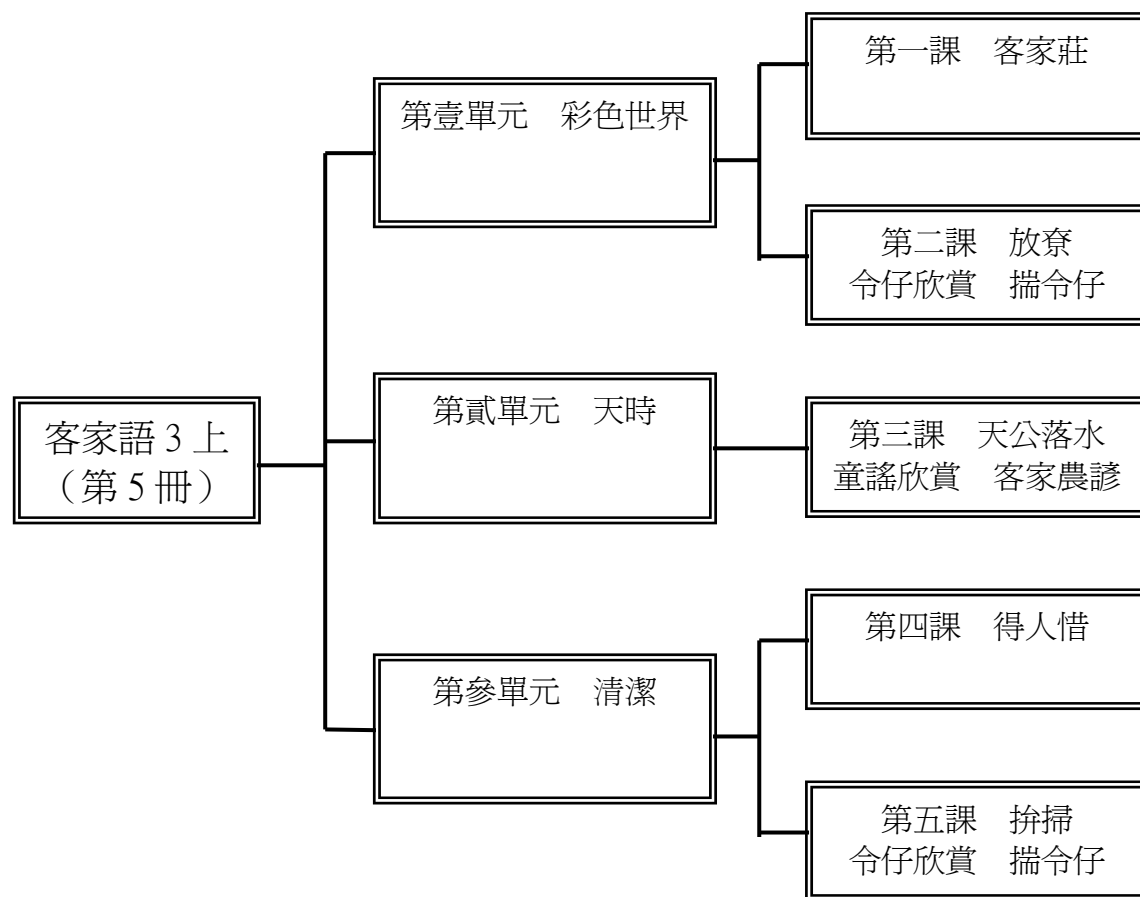 客家語 3 上
（第 5 冊）
第壹單元　彩色世界
第一課　客家莊
第二課　放尞
令仔欣賞　揣令仔
第貳單元　天時
第三課　天公落水
童謠欣賞　客家農諺
第參單元　清潔
第四課　得人惜
第五課　拚掃
令仔欣賞　揣令仔